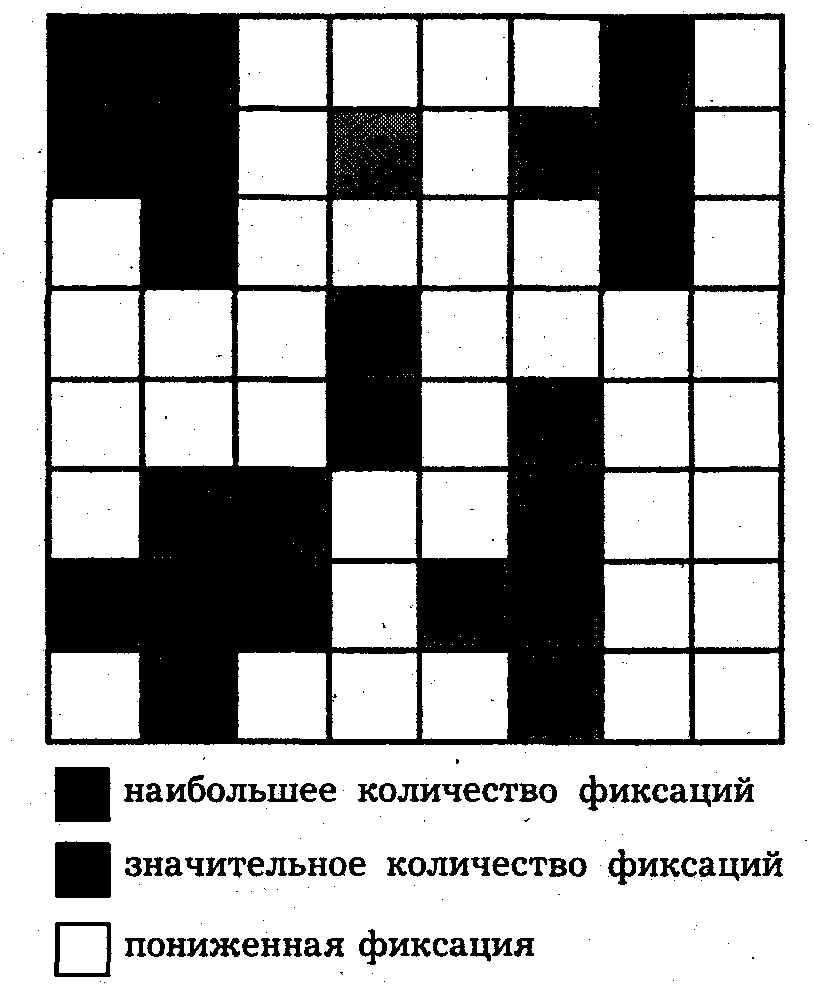 наибольшее количество фиксаций
значительное количество фиксаций
пониженная фиксация